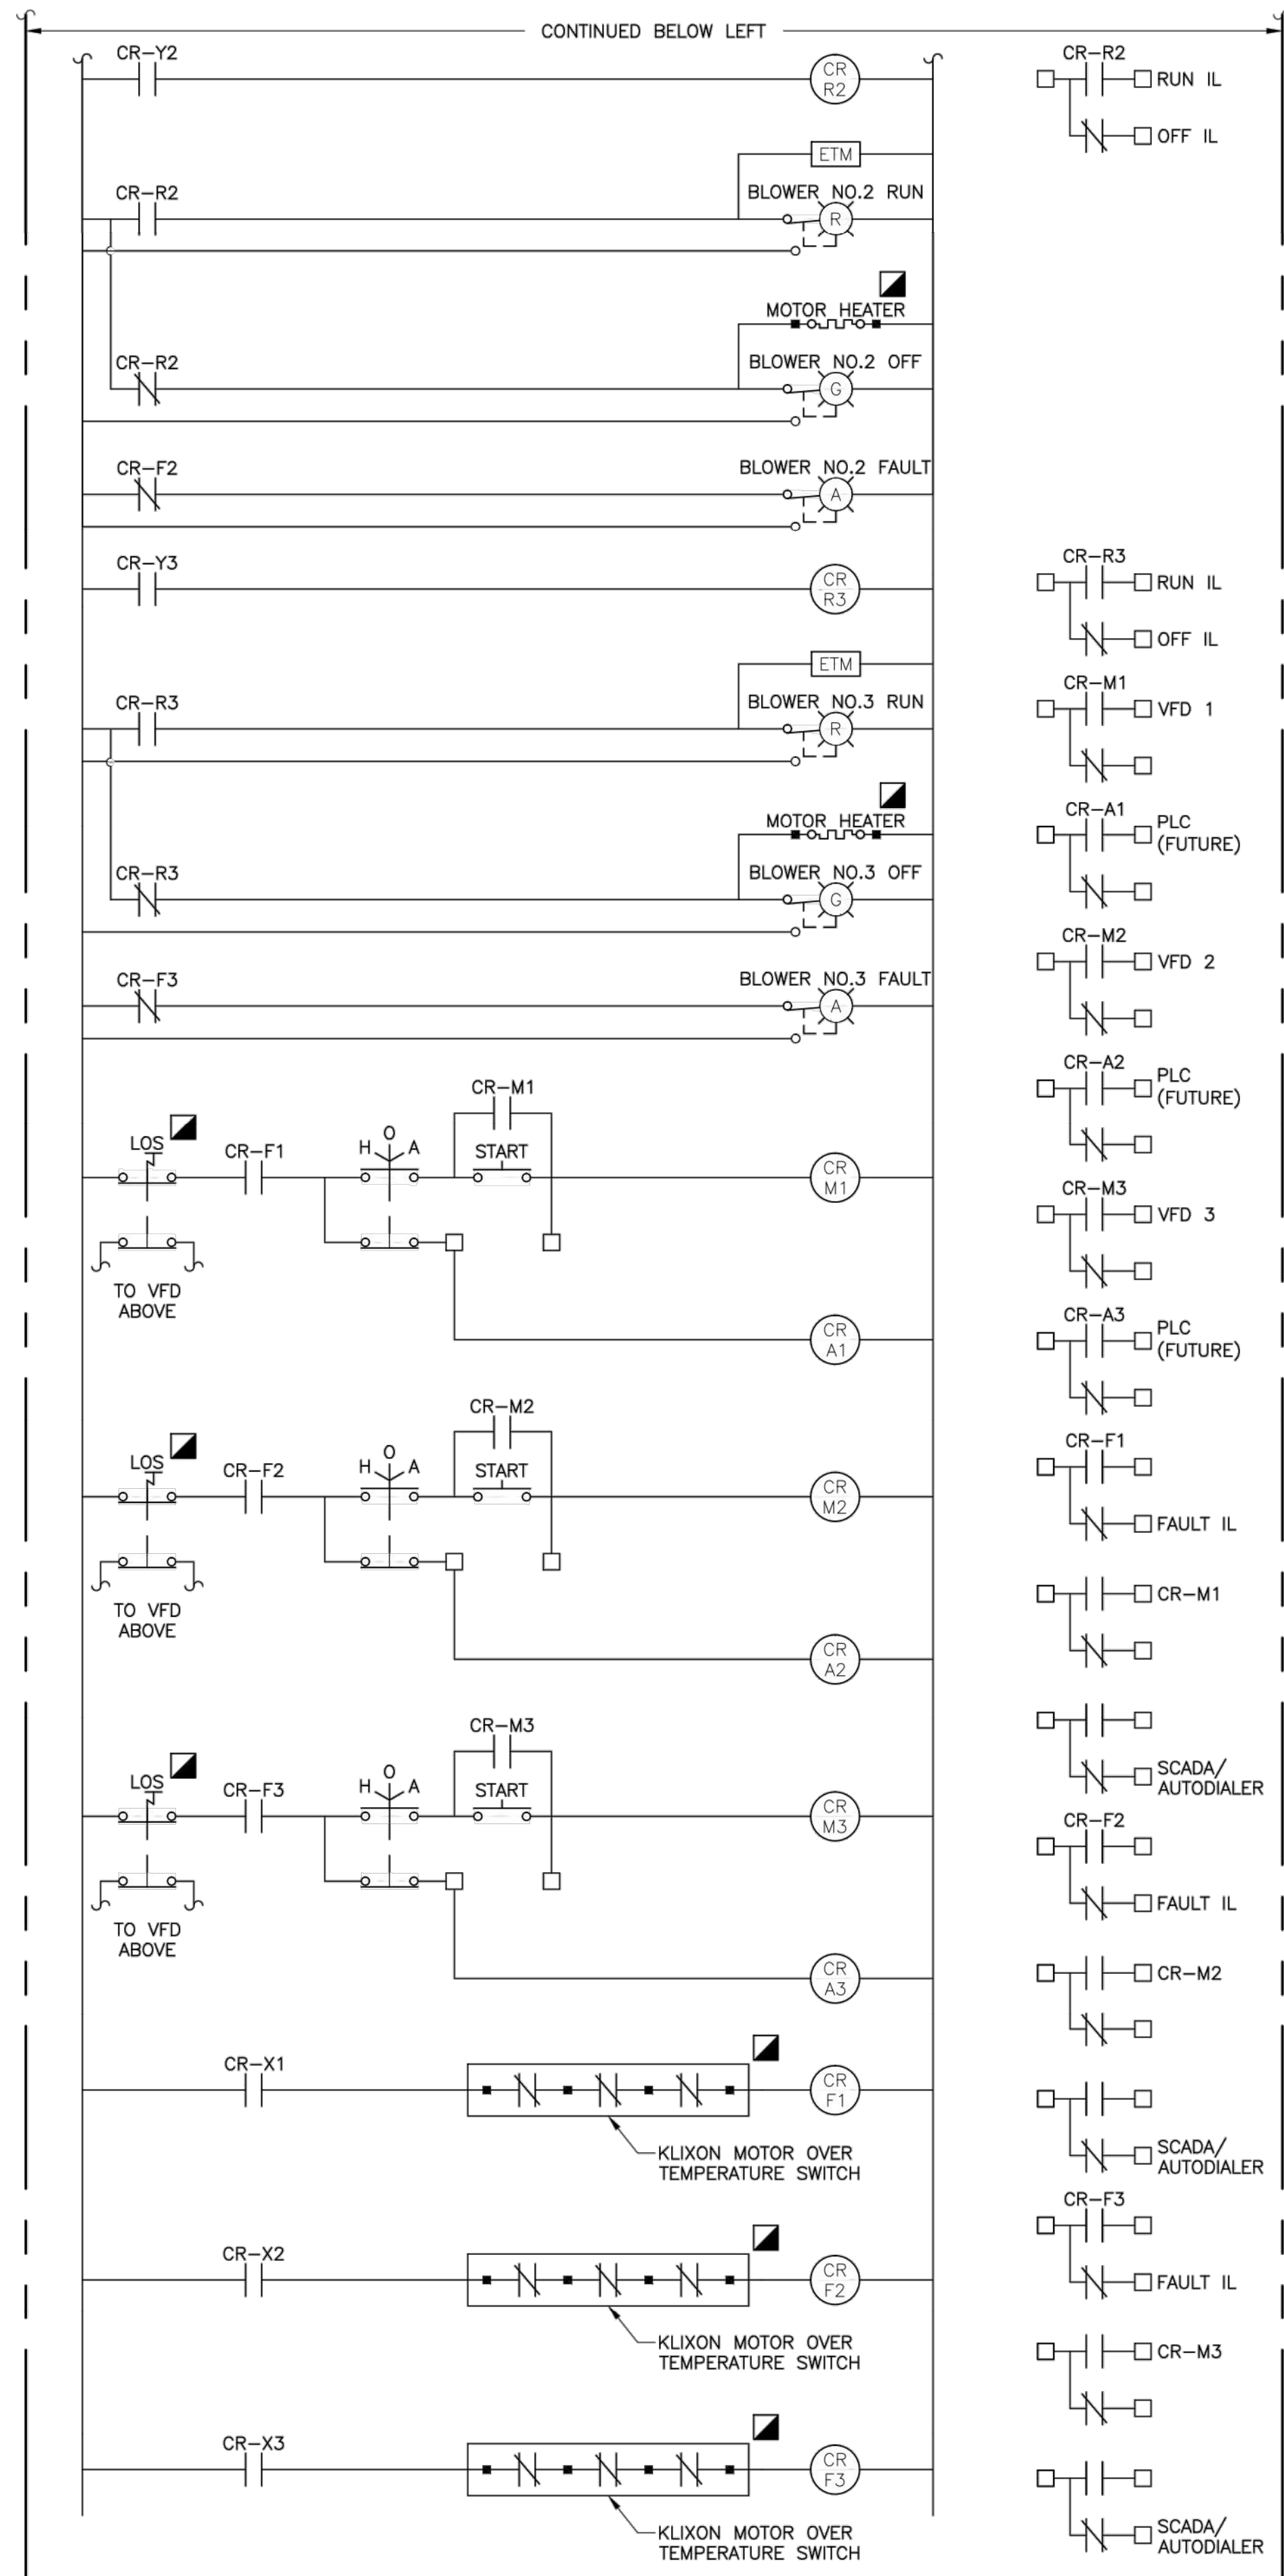 CONTINUED BELOW LEFT
CR-Y2
CR
R2
CR-R2
RUN IL
OFF IL
ETM
CR-R2
BLOWER NO.2 RUN
R
MOTOR HEATER
CR-R2
BLOWER NO.2 OFF
G
CR-F2
BLOWER NO.2 FAULT
A
CR-Y3
CR
R3
CR-R3
RUN IL
OFF IL
ETM
CR-R3
BLOWER NO.3 RUN
R
CR-M1
VFD 1
MOTOR HEATER
CR-A1
PLC
(FUTURE)
CR-R3
BLOWER NO.3 OFF
G
CR-M2
VFD 2
CR-F3
BLOWER NO.3 FAULT
A
CR-A2
PLC
(FUTURE)
CR-M1
LOS
CR-F1
H O A
START
CR
M1
TO VFD
ABOVE
CR
A1
CR-M3
VFD 3
CR-A3
PLC
(FUTURE)
CR-M2
LOS
CR-F2
H O A
START
CR
M2
TO VFD
ABOVE
CR
A2
CR-F1
FAULT IL
CR-M1
SCADA/
AUTODIALER
CR-M3
LOS
CR-F3
H O A
START
CR
M3
TO VFD
ABOVE
CR
A3
CR-F2
FAULT IL
CR-M2
CR-X1
CR
F1
KLIXON MOTOR OVER
TEMPERATURE SWITCH
SCADA/
AUTODIALER
CR-X2
CR
F2
KLIXON MOTOR OVER
TEMPERATURE SWITCH
CR-F3
FAULT IL
CR-M3
CR-X3
CR
F3
KLIXON MOTOR OVER
TEMPERATURE SWITCH
SCADA/
AUTODIALER